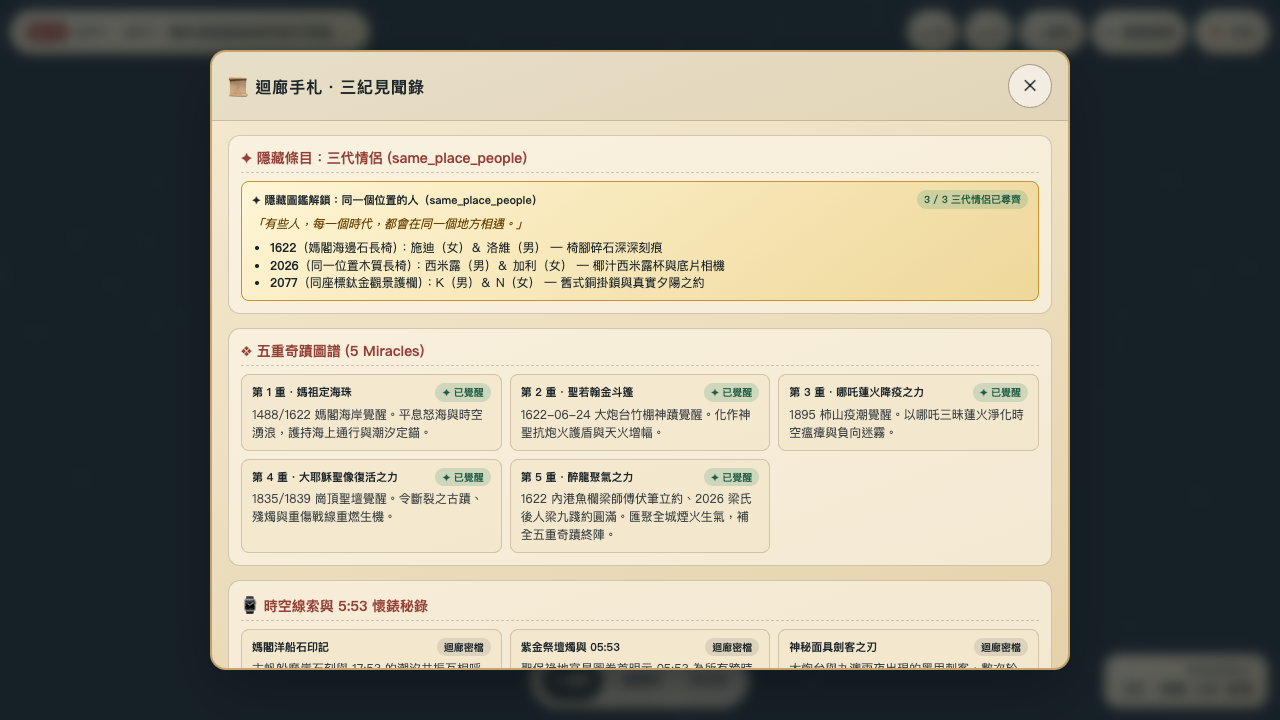 迴廊手札 · 三紀見聞錄
✦ 隱藏條目：三代情侶 (same_place_people)
✦ 隱藏圖鑑解鎖：同一個位置的人（same_place_people）
3 / 3 三代情侶已尋齊
「有些人，每一個時代，都會在同一個地方相遇。」
• 1622（媽閣海邊石長椅）：施迪（女） & 洛維（男） — 椅腳碎石深深刻痕
• 2026（同一位置木質長椅）：西米露（男） & 加利（女） — 椰汁西米露杯與底片相機
• 2077（同座標鈦金觀景護欄）：K（男） & N（女） — 舊式銅掛鎖與真實夕陽之約
❖ 五重奇蹟圖譜 (5 Miracles)
第 1 重 · 媽祖定海珠
✦ 已覺醒
1488/1622 媽閣海岸覺醒。平息怒海與時空
湧浪，護持海上通行與潮汐定錨。
第 2 重 · 聖若翰金斗篷
✦ 已覺醒
1622-06-24 大炮台竹棚神蹟覺醒。化作神
聖抗炮火護盾與天火增幅。
第 3 重 · 哪吒蓮火降疫之力
✦ 已覺醒
1895 柿山疫潮覺醒。以哪吒三昧蓮火淨化時
空瘟瘴與負向迷霧。
第 4 重 · 大耶穌聖像復活之力
✦ 已覺醒
1835/1839 崗頂聖壇覺醒。令斷裂之古蹟、
殘燭與重傷戰線重燃生機。
第 5 重 · 醉龍聚氣之力
✦ 已覺醒
1622 內港魚欄梁師傅伏筆立約、2026 梁氏
後人梁九踐約圓滿。匯聚全城煙火生氣，補
全五重奇蹟終陣。
時空線索與 5:53 懷錶秘錄
媽閣洋船石印記
迴廊密檔
紫金祭壇燭與 05:53
迴廊密檔
神秘面具劍客之刃
迴廊密檔